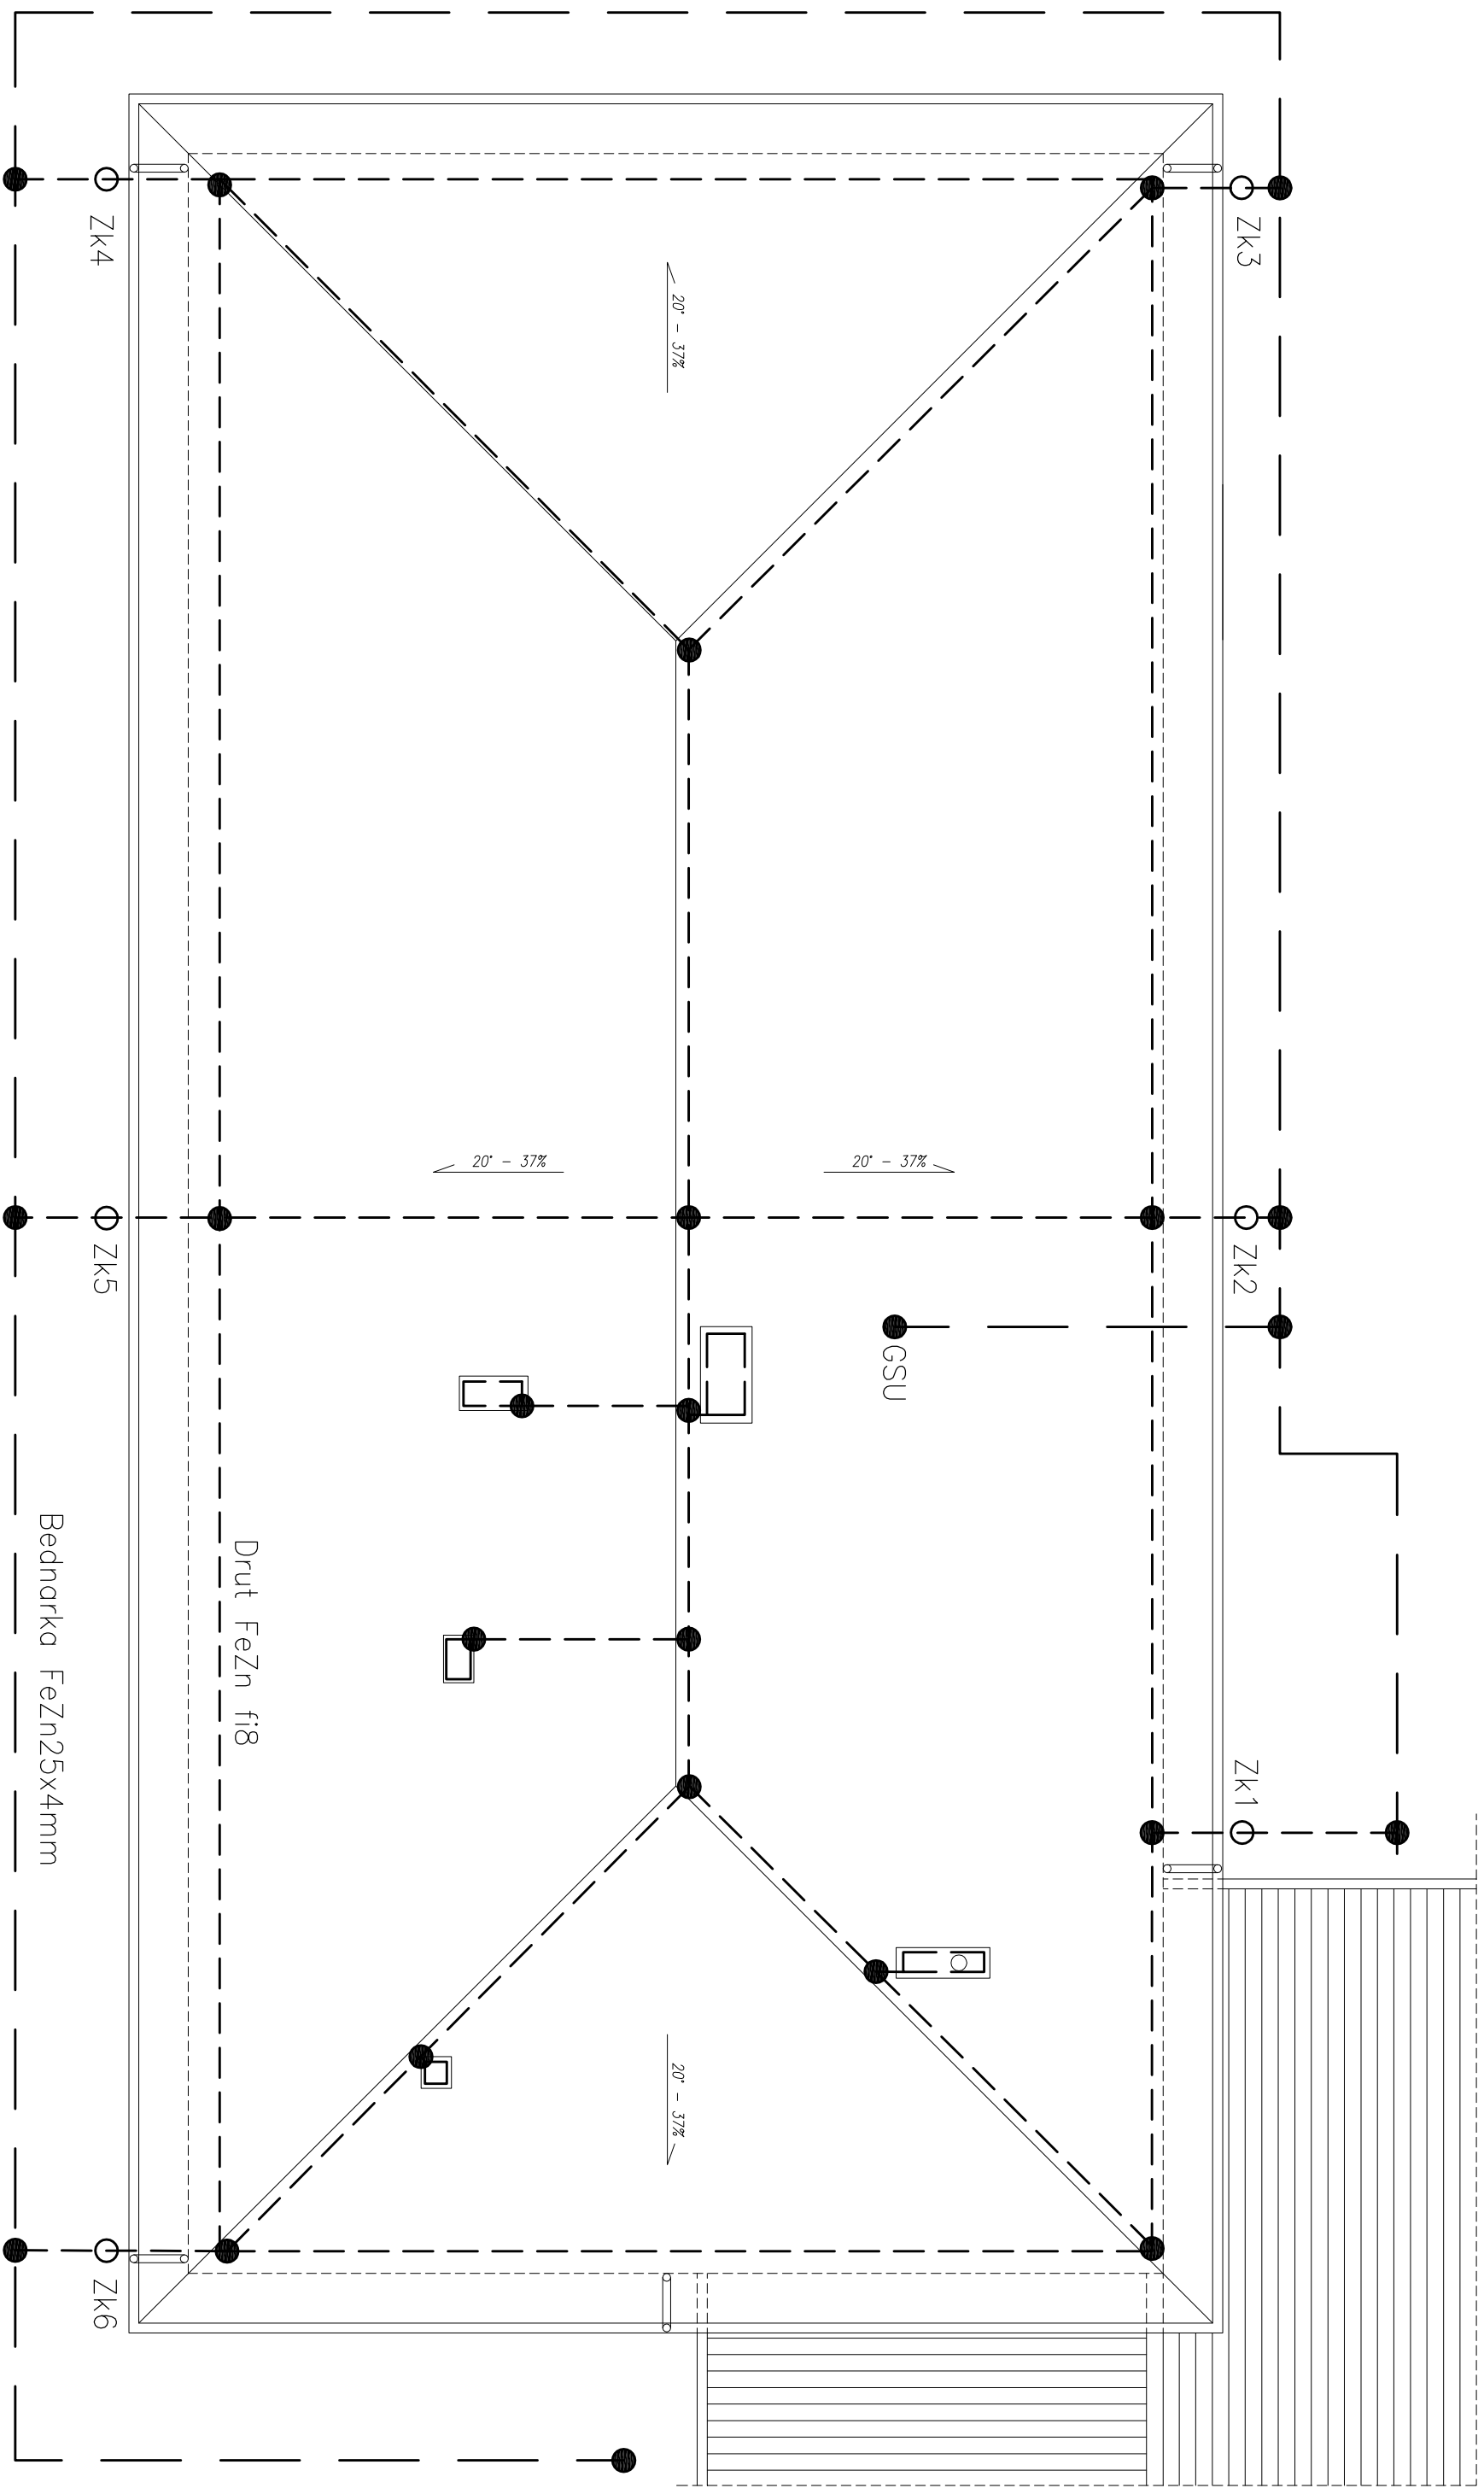 Zk4
Zk3
20° - 37%
20° - 37%
20° - 37%
Zk5
Zk2
GSU
Bednarka FeZn25x4mm
Drut FeZn fi8
Zk1
20° - 37%
Zk6